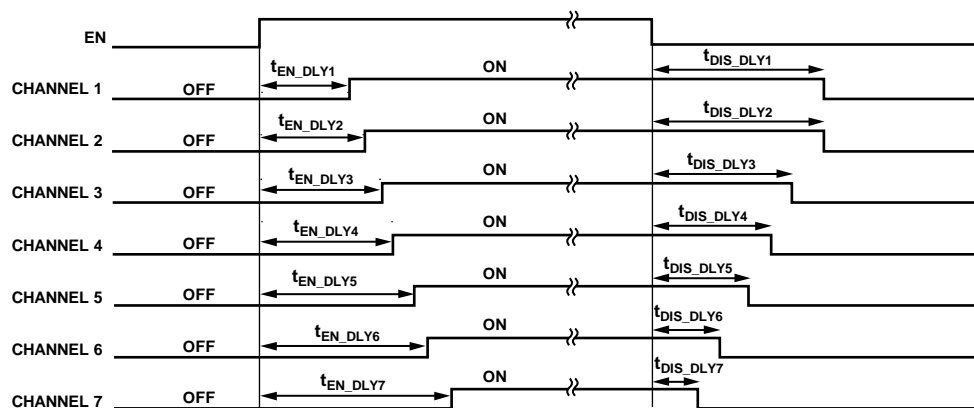 EN
CHANNEL 1 OFF tEN_DLY1 ON tDIS_DLY1
CHANNEL 2 OFF tEN_DLY2 ON tDIS_DLY2
CHANNEL 3 OFF tEN_DLY3 ON tDIS_DLY3
CHANNEL 4 OFF tEN_DLY4 ON tDIS_DLY4
CHANNEL 5 OFF tEN_DLY5 ON tDIS_DLY5
CHANNEL 6 OFF tEN_DLY6 ON tDIS_DLY6
CHANNEL 7 OFF tEN_DLY7 ON tDIS_DLY7